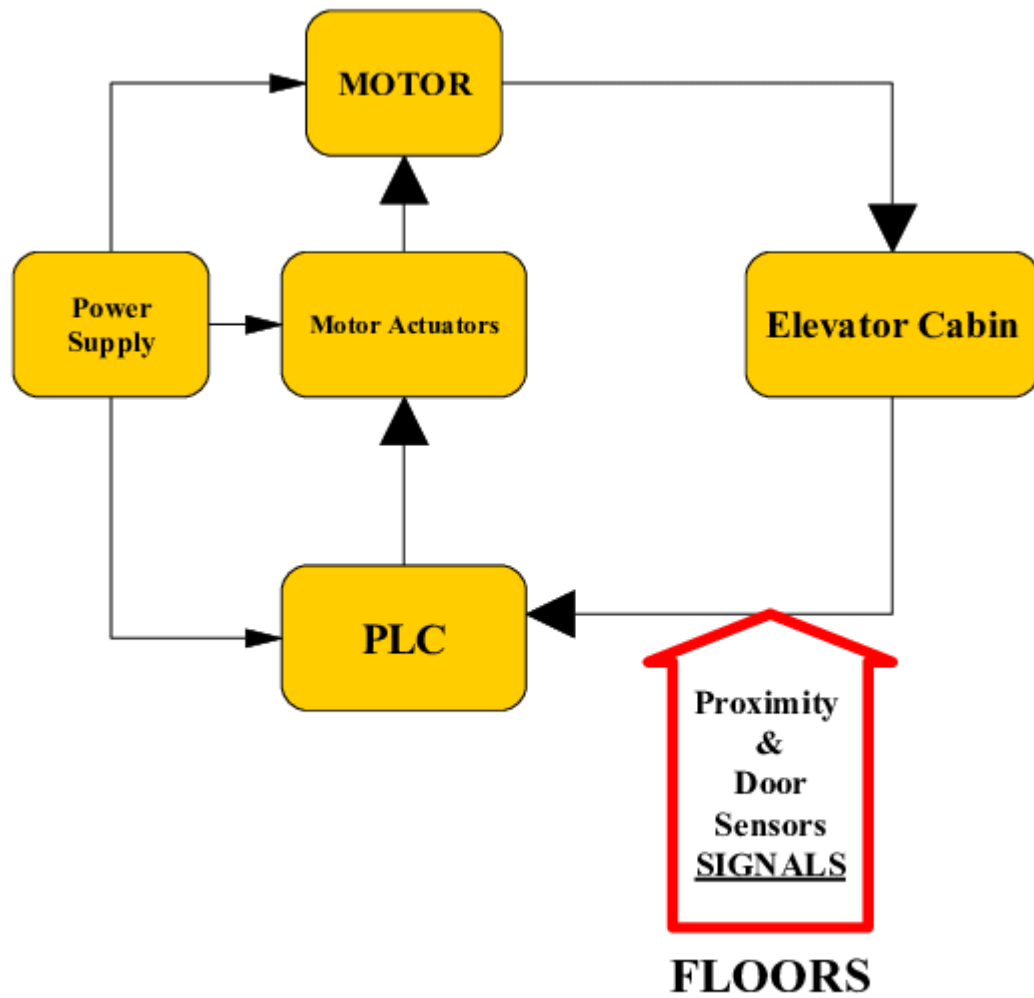 MOTOR
Power
Supply
Motor Actuators
Elevator Cabin
PLC
Proximity
&
Door
Sensors
SIGNALS
FLOORS